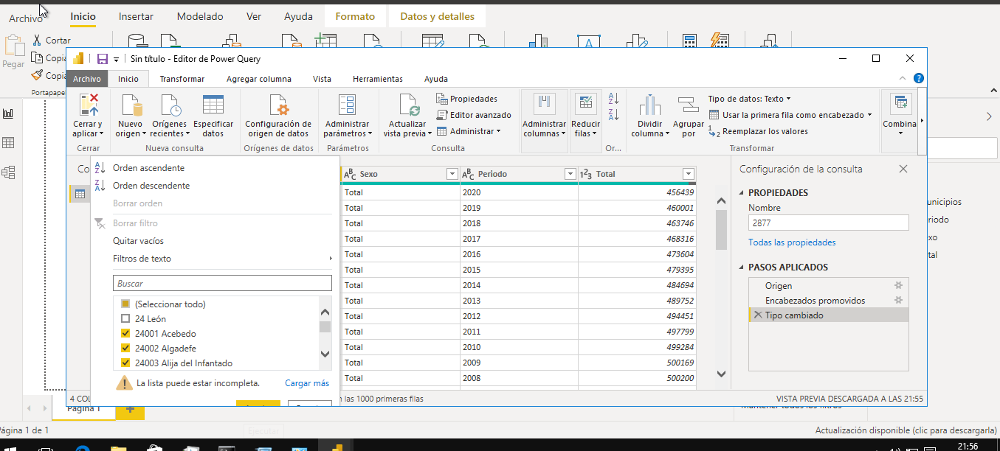 Archivo Inicio Insertar Modelado Ver Ayuda Formato Datos y detalles
Pegar
Cortar
Copia
Copia
Portapape
Sin título - Editor de Power Query
Archivo Inicio Transformar Agregar columna Vista Herramientas Ayuda
Cerrar y aplicar
Cerrar
Nuevo origen
Orígenes recientes
Especificar datos
Nueva consulta
Configuración de origen de datos
Orígenes de datos
Administrar parámetros
Parámetros
Actualizar vista previa
Propiedades
Editor avanzado
Administrar
Consulta
Administrar columnas
Reducir filas
Or...
Dividir columna
Agrupar por
Tipo de datos: Texto
Usar la primera fila como encabezado
Reemplazar los valores
Transformar
Combina
Co
Orden ascendente
Orden descendente
Borrar orden
Borrar filtro
Quitar vacíos
Filtros de texto
Buscar
(Seleccionar todo)
24 León
24001 Acebedo
24002 Algadefe
24003 Alija del Infantado
La lista puede estar incompleta. Cargar más
ABC Sexo ABC Periodo 123 Total
Total 2020 456439
Total 2019 460001
Total 2018 463746
Total 2017 468316
Total 2016 473604
Total 2015 479395
Total 2014 484694
Total 2013 489752
Total 2012 494451
Total 2011 497799
Total 2010 499284
Total 2009 500169
Total 2008 500200
Configuración de la consulta
PROPIEDADES
Nombre
2877
Todas las propiedades
PASOS APLICADOS
Origen
Encabezados promovidos
Tipo cambiado
unicipios
riodo
xo
tal
4 COL
n las 1000 primeras filas
VISTA PREVIA DESCARGADA A LAS 21:55
Página 1
Mantener todos los filtros
Página 1 de 1
Ejecutar
Actualización disponible (clic para descargarla)
21:56